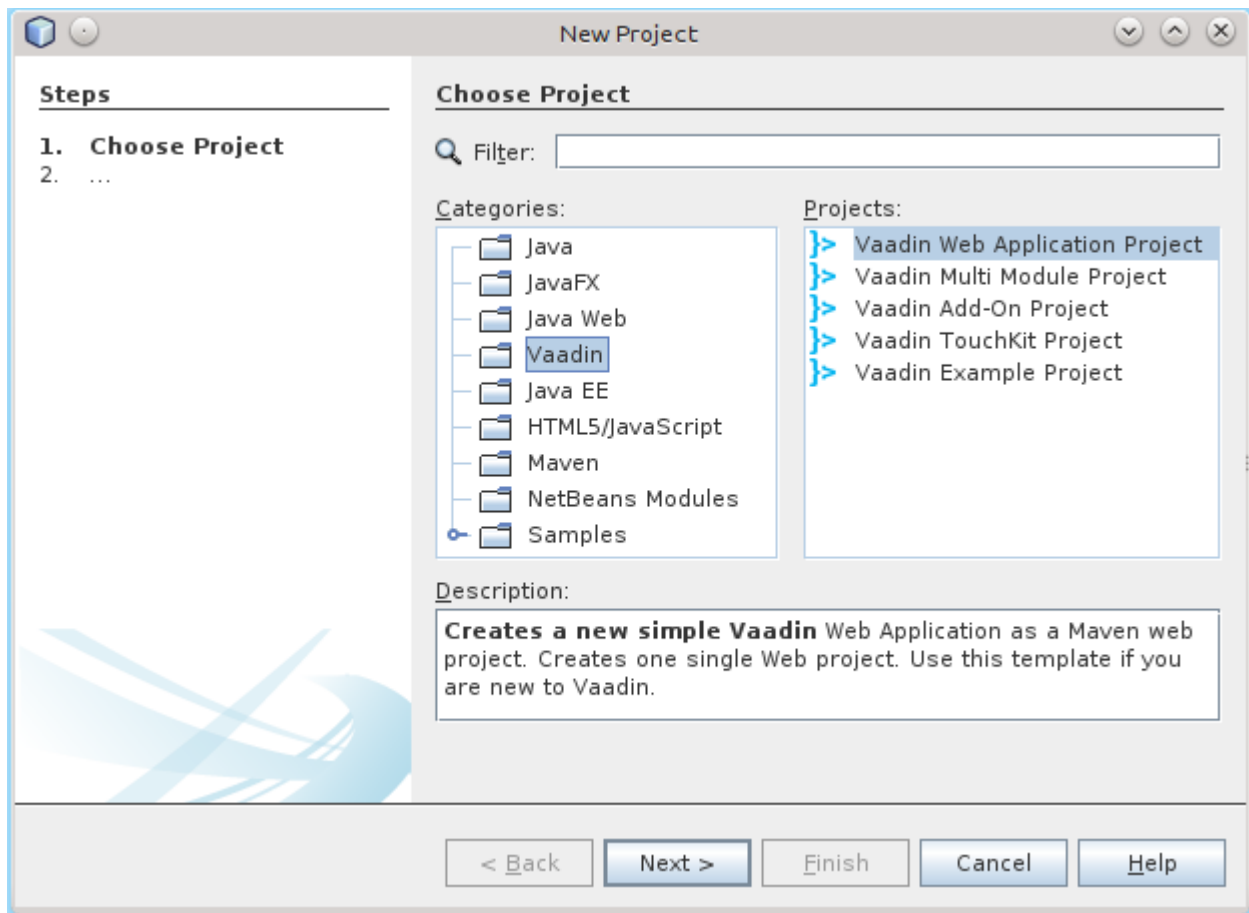 New Project
Steps
1. Choose Project
2. ...
Choose Project
Filter:
Categories:
Java
JavaFX
Java Web
Vaadin
Java EE
HTML5/JavaScript
Maven
NetBeans Modules
Samples
Projects:
Vaadin Web Application Project
Vaadin Multi Module Project
Vaadin Add-On Project
Vaadin TouchKit Project
Vaadin Example Project
Description:
Creates a new simple Vaadin Web Application as a Maven web
project. Creates one single Web project. Use this template if you
are new to Vaadin.
< Back
Next >
Finish
Cancel
Help